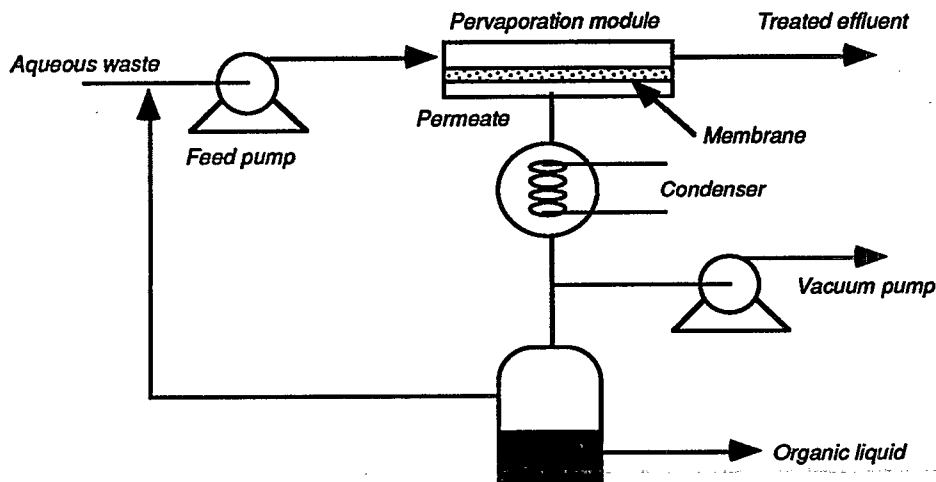 Pervaporation module
Treated effluent
Aqueous waste
Permeate
Membrane
Feed pump
Condenser
Vacuum pump
Organic liquid